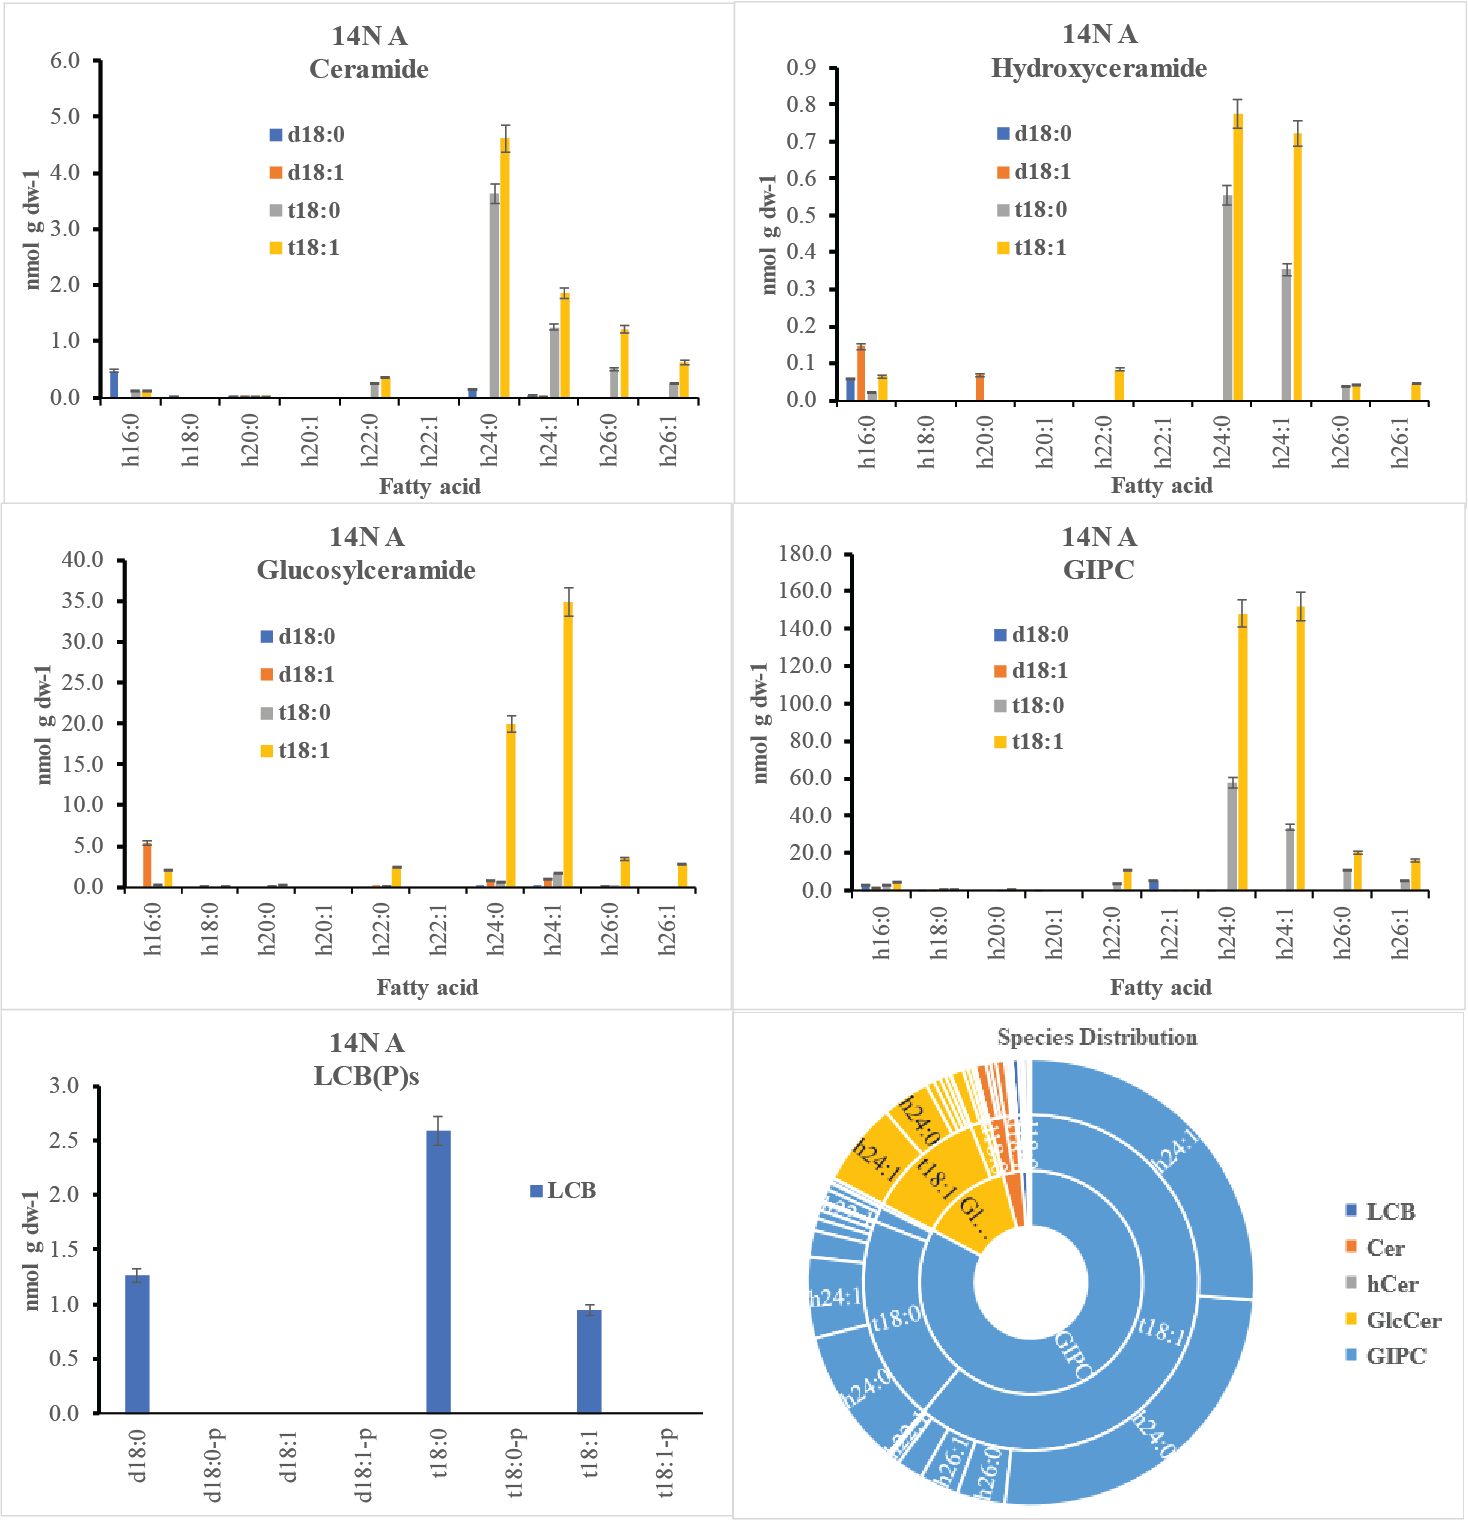 14N A
Ceramide
6.0
5.0
4.0
3.0
2.0
1.0
0.0
nmol g dw-1
d18:0
d18:1
t18:0
t18:1
h16:0
h18:0
h20:0
h20:1
h22:0
h22:1
h24:0
h24:1
h26:0
h26:1
Fatty acid
14N A
Hydroxyceramide
0.9
0.8
0.7
0.6
0.5
0.4
0.3
0.2
0.1
0.0
nmol g dw-1
d18:0
d18:1
t18:0
t18:1
h16:0
h18:0
h20:0
h20:1
h22:0
h22:1
h24:0
h24:1
h26:0
h26:1
Fatty acid
14N A
Glucosylceramide
40.0
35.0
30.0
25.0
20.0
15.0
10.0
5.0
0.0
nmol g dw-1
d18:0
d18:1
t18:0
t18:1
h16:0
h18:0
h20:0
h20:1
h22:0
h22:1
h24:0
h24:1
h26:0
h26:1
Fatty acid
14N A
GIPC
180.0
160.0
140.0
120.0
100.0
80.0
60.0
40.0
20.0
0.0
nmol g dw-1
d18:0
d18:1
t18:0
t18:1
h16:0
h18:0
h20:0
h20:1
h22:0
h22:1
h24:0
h24:1
h26:0
h26:1
Fatty acid
14N A
LCB(P)s
3.0
2.5
2.0
1.5
1.0
0.5
0.0
nmol g dw-1
LCB
d18:0
d18:0-p
d18:1
d18:1-p
t18:0
t18:0-p
t18:1
t18:1-p
Species Distribution
h24:1
h24:0
h26:0
h26:1
h24:0
h24:1
h24:1
h24:0
t18:1
t18:0
t18:1
GIPC
Gl...
LCB
Cer
hCer
GlcCer
GIPC